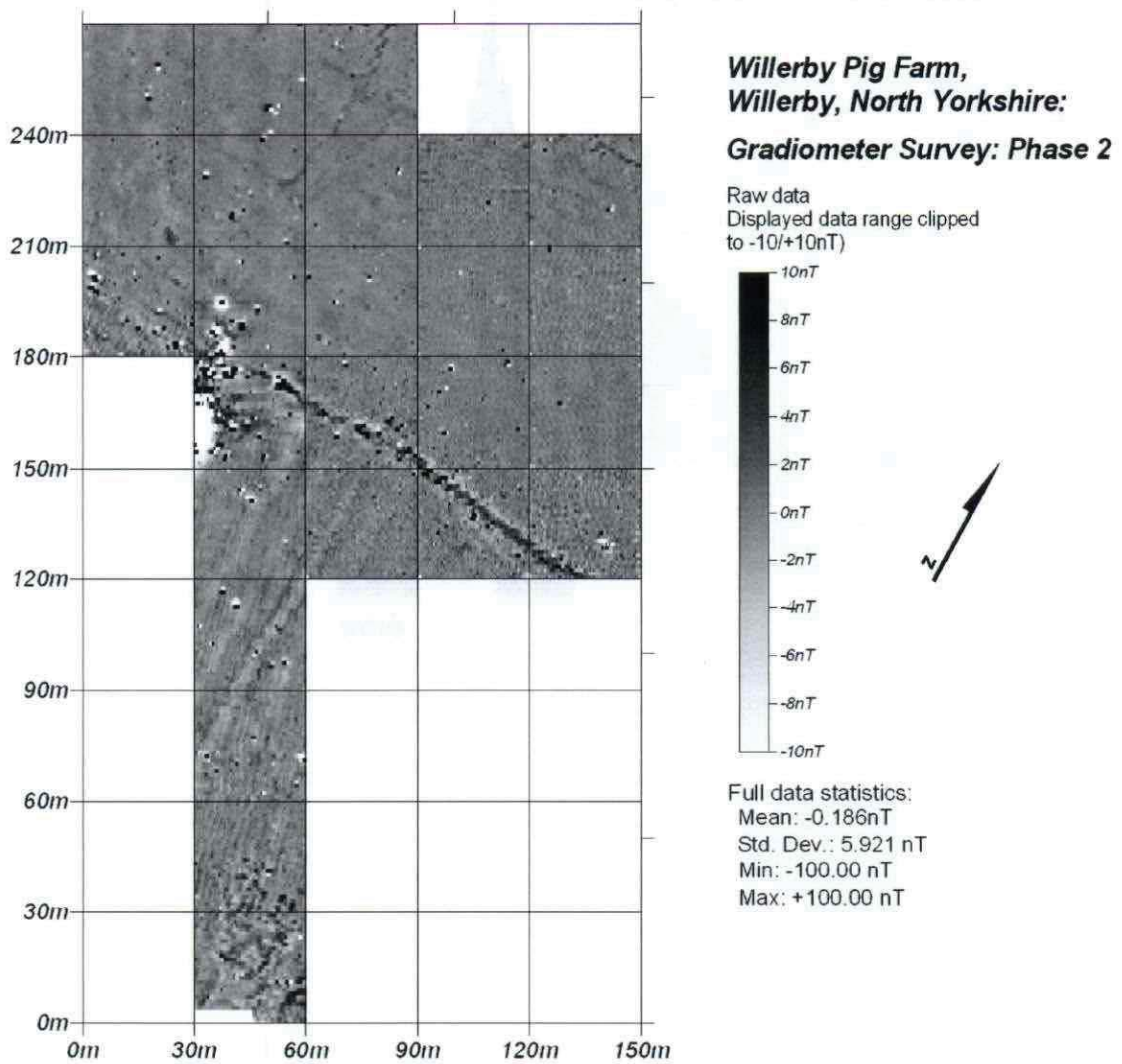 Willerby Pig Farm,
Willerby, North Yorkshire:
Gradiometer Survey: Phase 2
Raw data
Displayed data range clipped
to -10/+10nT)
10nT
8nT
6nT
4nT
2nT
0nT
-2nT
-4nT
-6nT
-8nT
-10nT
N
Full data statistics:
Mean: -0.186nT
Std. Dev.: 5.921 nT
Min: -100.00 nT
Max: +100.00 nT
240m
210m
180m
150m
120m
90m
60m
30m
0m
0m 30m 60m 90m 120m 150m